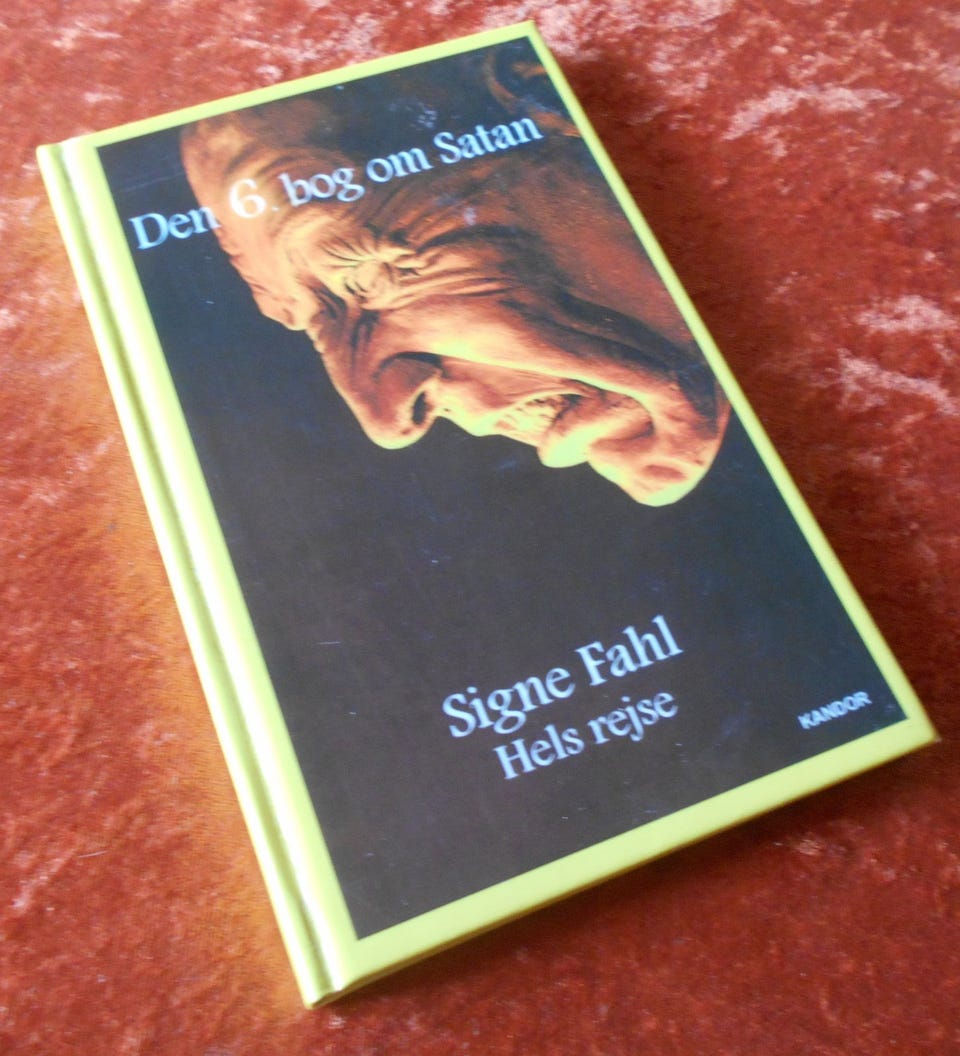 Den 6. bog om Satan
Signe Fahl
Hels rejse
KANDOR